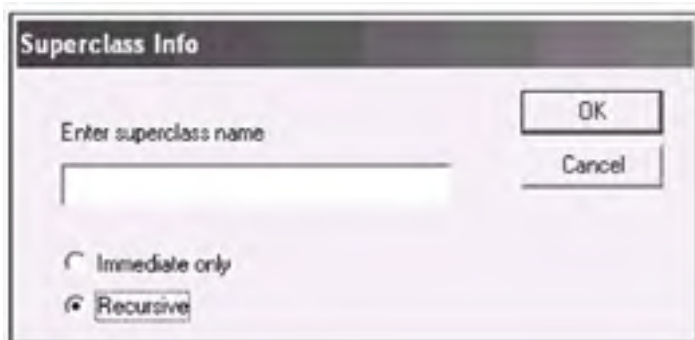 Superclass Info
Enter superclass name
OK
Cancel
Immediate only
Recursive